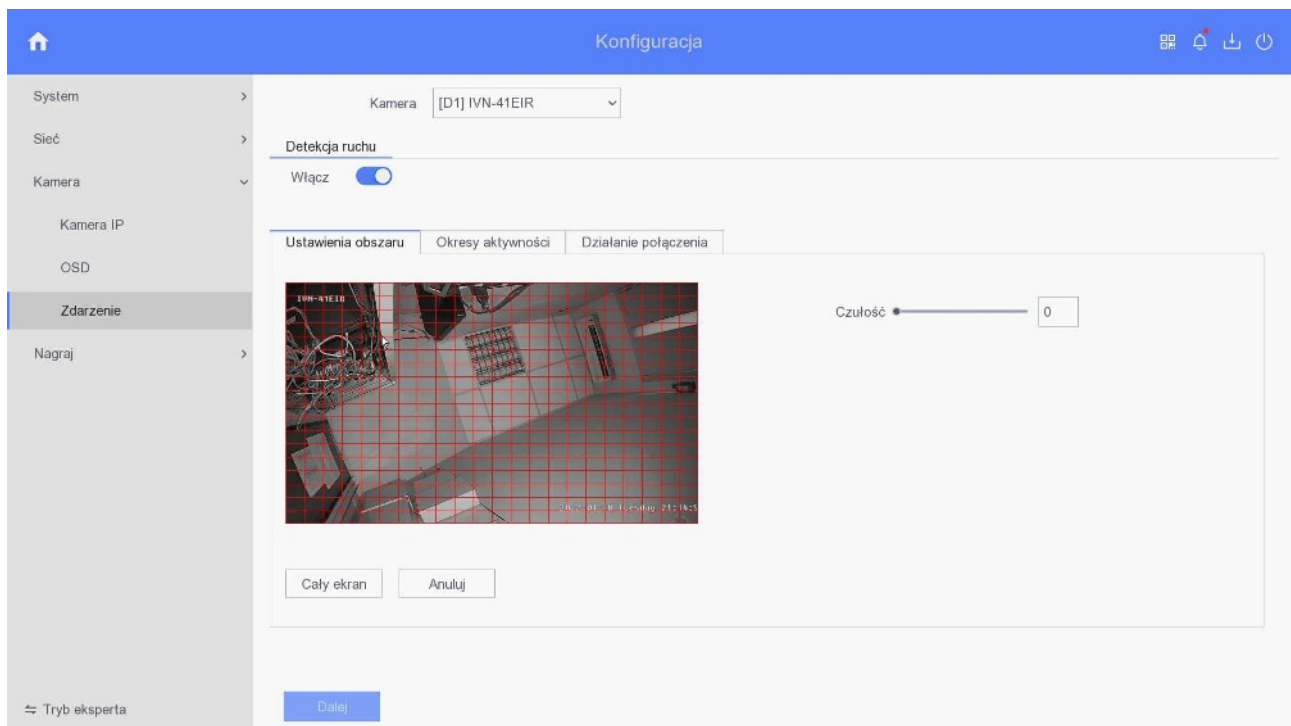 Konfiguracja
System
Sieć
Kamera
Kamera IP
OSD
Zdarzenie
Nagraj
Tryb eksperta
Kamera [D1] IVN-41EIR
Detekcja ruchu
Włącz
Ustawienia obszaru Okresy aktywności Działanie połączenia
IVN-41EIR
Czułość 0
Cały ekran Anuluj
Dalej